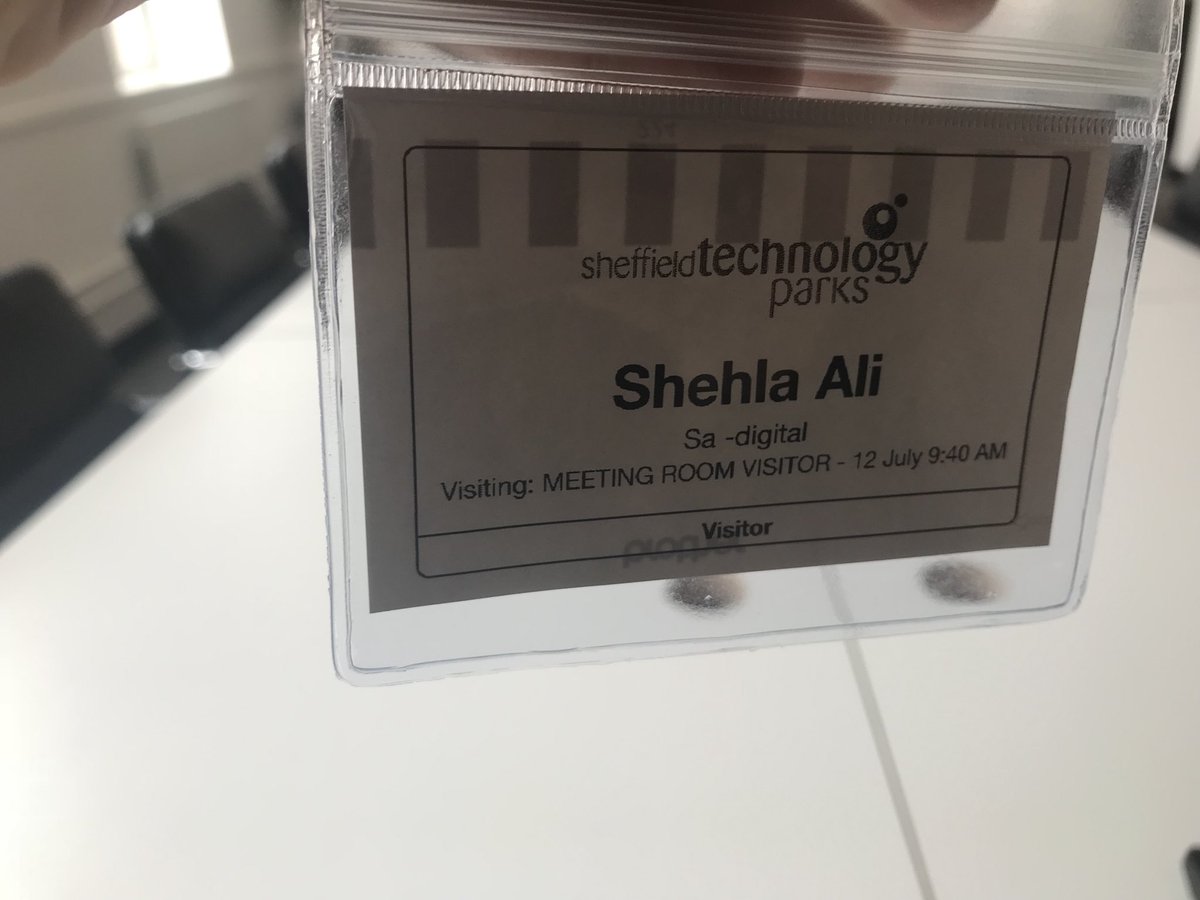 sheffieldtechnology
parks
Shehla Ali
Sa -digital
Visiting: MEETING ROOM VISITOR - 12 July 9:40 AM
Visitor